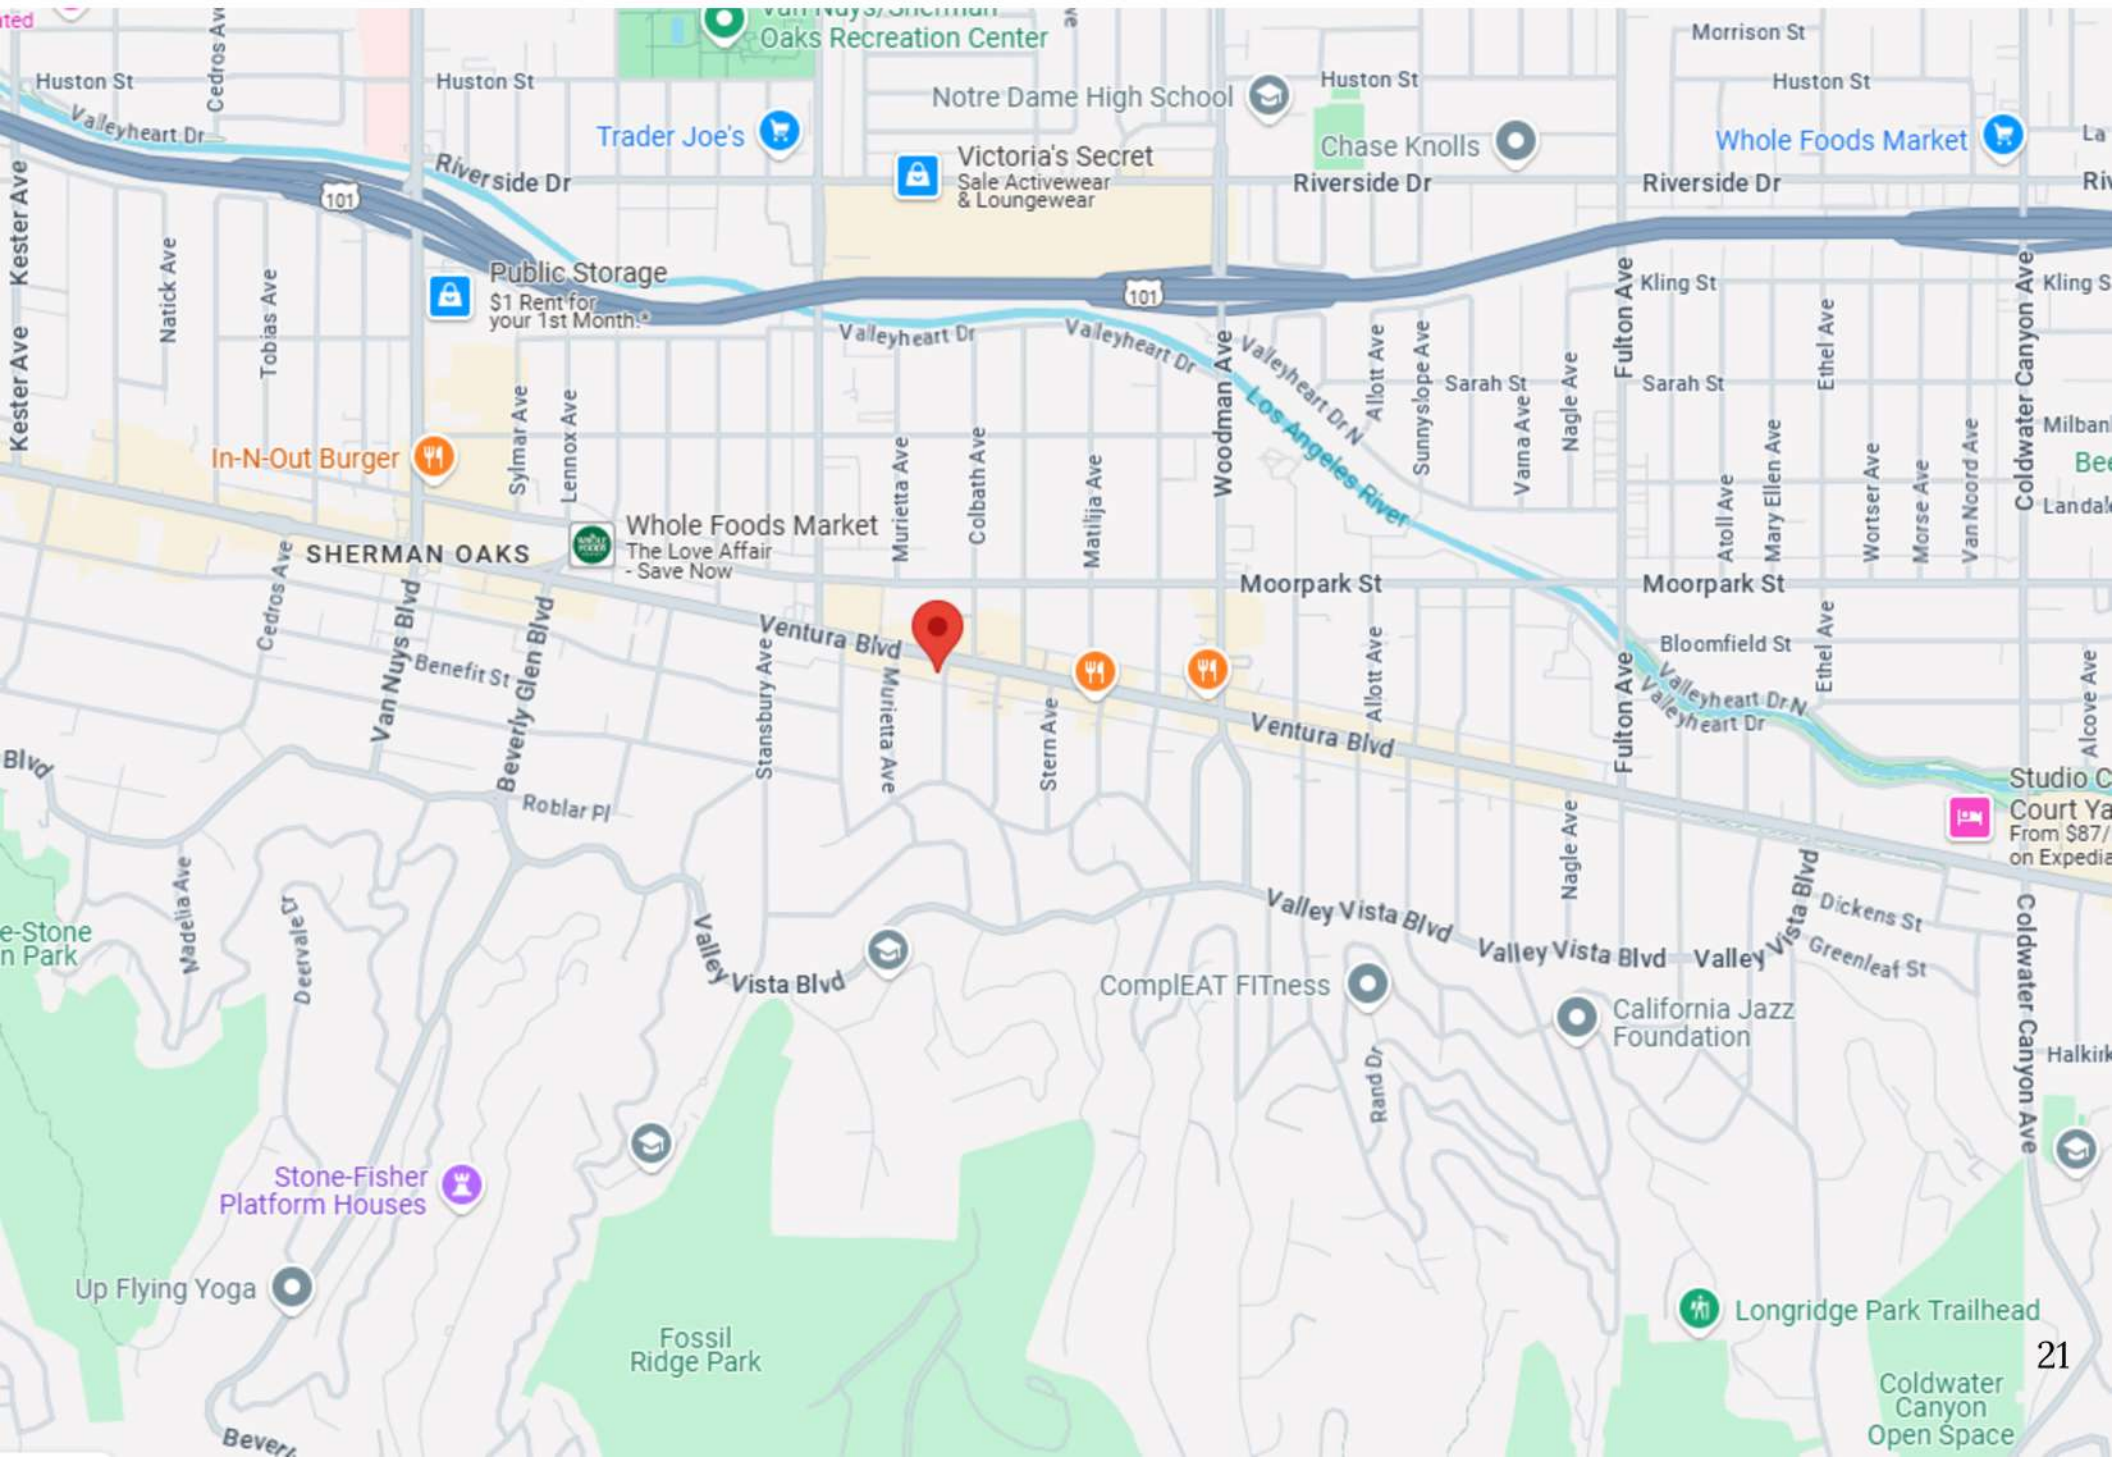 Oaks Recreation Center
Morrison St
Cedros Ave
Huston St
Huston St
Huston St
Huston St
Notre Dame High School
Valleyheart Dr
Trader Joe's
Chase Knolls
Whole Foods Market
La
Victoria's Secret
Sale Activewear
& Loungewear
Riverside Dr
Riverside Dr
Riverside Dr
Riv
101
Kester Ave
Kester Ave
Natick Ave
Tobias Ave
Public Storage
$1 Rent for
your 1st Month.*
101
Kling St
Kling S
Fulton Ave
Coldwater Canyon Ave
Ethel Ave
Valleyheart Dr
Valleyheart Dr
Woodman Ave
Valleyheart Dr N
Allott Ave
Sunnyslope Ave
Sarah St
Sarah St
Nagle Ave
Varna Ave
Los Angeles River
Sylmar Ave
Lennox Ave
In-N-Out Burger
Murietta Ave
Colbath Ave
Matilija Ave
Atoll Ave
Mary Ellen Ave
Wortser Ave
Morse Ave
Van Noord Ave
Milban
Bee
Landale
Whole Foods Market
The Love Affair
- Save Now
SHERMAN OAKS
Moorpark St
Moorpark St
Cedros Ave
Van Nuys Blvd
Benefit St
Beverly Glen Blvd
Ventura Blvd
Stansbury Ave
Murietta Ave
Stern Ave
Ventura Blvd
Allott Ave
Bloomfield St
Ethel Ave
Fulton Ave
Valleyheart Dr N
Valleyheart Dr
Alcove Ave
Blvd
Roblar Pl
Studio C
Court Ya
From $87/
on Expedia
Nagle Ave
Mapelia Ave
Deervale Dr
e-Stone
n Park
Valley Vista Blvd
Valley Vista Blvd
Valley Vista Blvd
Valley Vista Blvd
Dickens St
Greenleaf St
Coldwater Canyon Ave
ComplEAT FITness
California Jazz
Foundation
Rand Dr
Halkirk
Stone-Fisher
Platform Houses
Up Flying Yoga
Longridge Park Trailhead
Fossil
Ridge Park
21
Coldwater
Canyon
Open Space